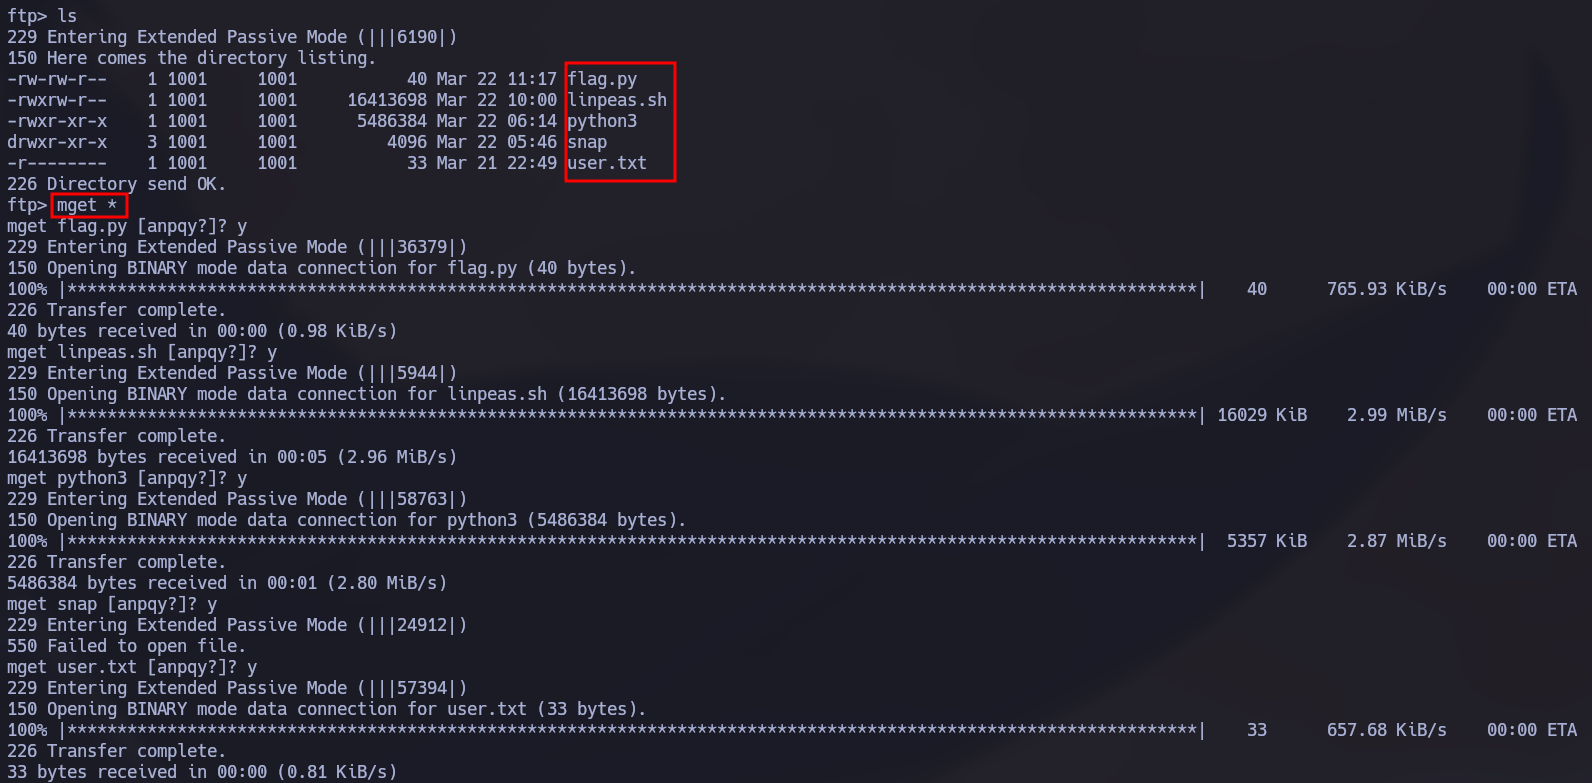 ftp> ls
229 Entering Extended Passive Mode (|||6190|)
150 Here comes the directory listing.
-rw-rw-r--    1 1001     1001           40 Mar 22 11:17 flag.py
-rwxrw-r--    1 1001     1001     16413698 Mar 22 10:00 linpeas.sh
-rwxr-xr-x    1 1001     1001      5486384 Mar 22 06:14 python3
drwxr-xr-x    3 1001     1001         4096 Mar 22 05:46 snap
-r--------    1 1001     1001           33 Mar 21 22:49 user.txt
226 Directory send OK.
ftp> mget *
mget flag.py [anpqy?]? y
229 Entering Extended Passive Mode (|||36379|)
150 Opening BINARY mode data connection for flag.py (40 bytes).
100% |*****************************************************************************************************************|    40      765.93 KiB/s    00:00 ETA
226 Transfer complete.
40 bytes received in 00:00 (0.98 KiB/s)
mget linpeas.sh [anpqy?]? y
229 Entering Extended Passive Mode (|||5944|)
150 Opening BINARY mode data connection for linpeas.sh (16413698 bytes).
100% |*****************************************************************************************************************| 16029 KiB    2.99 MiB/s    00:00 ETA
226 Transfer complete.
16413698 bytes received in 00:05 (2.96 MiB/s)
mget python3 [anpqy?]? y
229 Entering Extended Passive Mode (|||58763|)
150 Opening BINARY mode data connection for python3 (5486384 bytes).
100% |*****************************************************************************************************************|  5357 KiB    2.87 MiB/s    00:00 ETA
226 Transfer complete.
5486384 bytes received in 00:01 (2.80 MiB/s)
mget snap [anpqy?]? y
229 Entering Extended Passive Mode (|||24912|)
550 Failed to open file.
mget user.txt [anpqy?]? y
229 Entering Extended Passive Mode (|||57394|)
150 Opening BINARY mode data connection for user.txt (33 bytes).
100% |*****************************************************************************************************************|    33      657.68 KiB/s    00:00 ETA
226 Transfer complete.
33 bytes received in 00:00 (0.81 KiB/s)